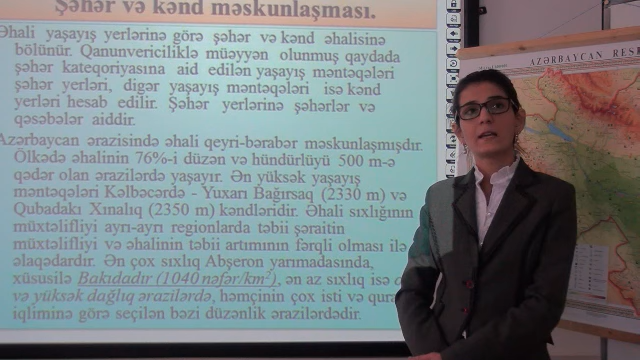 Şəhər və kənd məskunlaşması.
Əhali yaşayış yerlərinə görə şəhər və kənd əhalisinə
bölünür. Qanunvericiliklə müəyyən olunmuş qaydada
şəhər kateqoriyasına aid edilən yaşayış məntəqələri
şəhər yerləri, digər yaşayış məntəqələri isə kənd
yerləri hesab edilir. Şəhər yerlərinə şəhərlər və
qəsəbələr aiddir.
Azərbaycan ərazisində əhali qeyri-bərabər məskunlaşmışdır.
Ölkədə əhalinin 76%-i düzən və hündürlüyü 500 m-ə
qədər olan ərazilərdə yaşayır. Ən yüksək yaşayış
məntəqələri Kəlbəcərdə - Yuxarı Bağırsaq (2330 m) və
Qubadakı Xınalıq (2350 m) kəndləridir. Əhali sıxlığının
müxtəlifliyi ayrı-ayrı regionlarda təbii şəraitin
müxtəlifliyi və əhalinin təbii artımının fərqli olması ilə
əlaqədardır. Ən çox sıxlıq Abşeron yarımadasında,
xüsusilə Bakıdadır (1040 nəfər/km²), ən az sıxlıq isə
və yüksək dağlıq ərazilərdə, həmçinin çox isti və
iqliminə görə seçilən bəzi düzənlik ərazilərdədir.
AZƏRBAYCAN